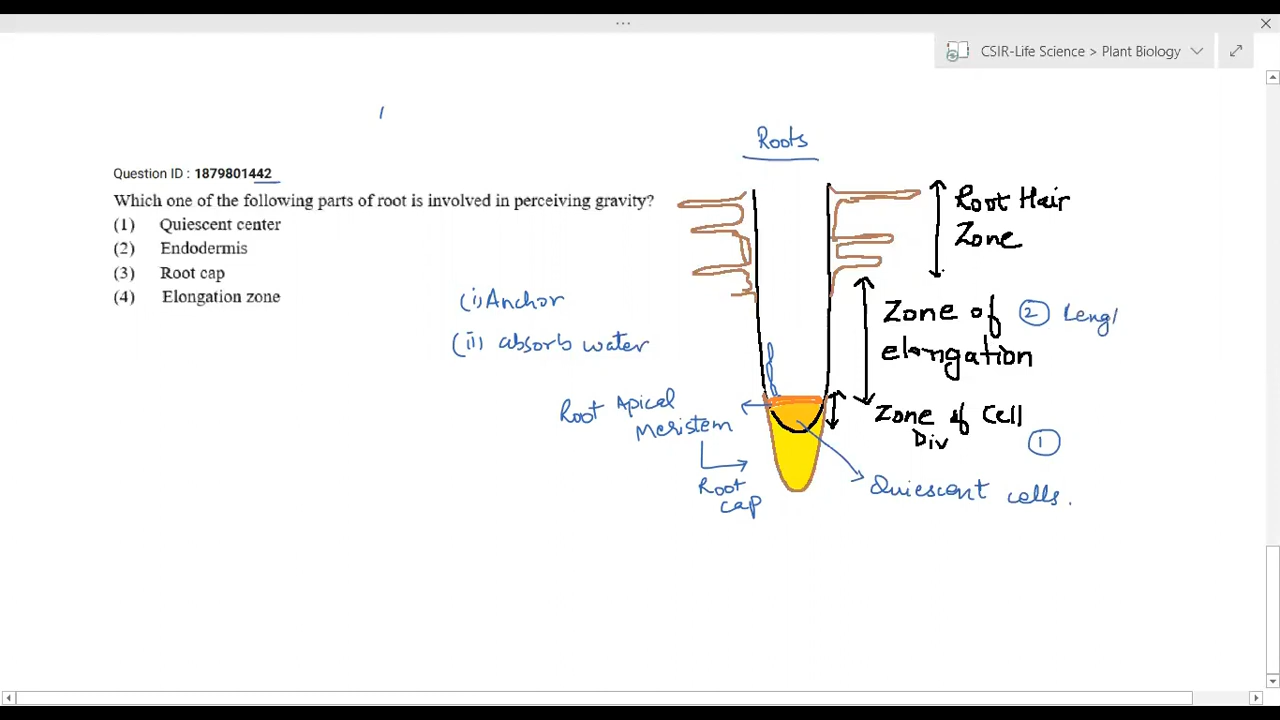 CSIR-Life Science > Plant Biology
Roots
Question ID : 1879801442
Which one of the following parts of root is involved in perceiving gravity?
(1) Quiescent center
(2) Endodermis
(3) Root cap
(4) Elongation zone
(i) Anchor
(ii) absorb water
Root Hair
Zone
Zone of
elongation
② Leng
Zone of Cell
Div
①
Root Apical
Meristem
Root
cap
Quiescent cells.